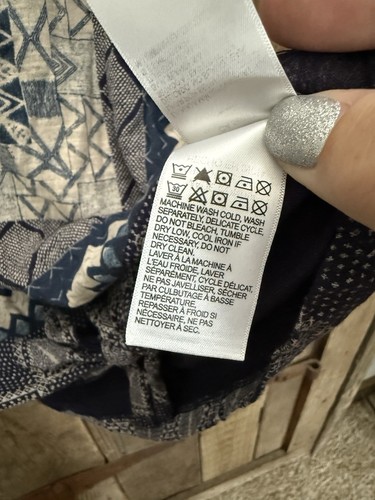 30
MACHINE WASH COLD, WASH
SEPARATELY, DELICATE CYCLE,
DO NOT BLEACH, TUMBLE
DRY LOW, COOL IRON IF
NECESSARY, DO NOT
DRY CLEAN.
LAVER À LA MACHINE À
L'EAU FROIDE, LAVER
SÉPAREMENT, CYCLE DÉLICAT.
NE PAS JAVELLISER, SÉCHER
PAR CULBUTAGE À BASSE
TEMPÉRATURE,
REPASSER À FROID SI
NÉCESSAIRE, NE PAS
NETTOYER À SEC.